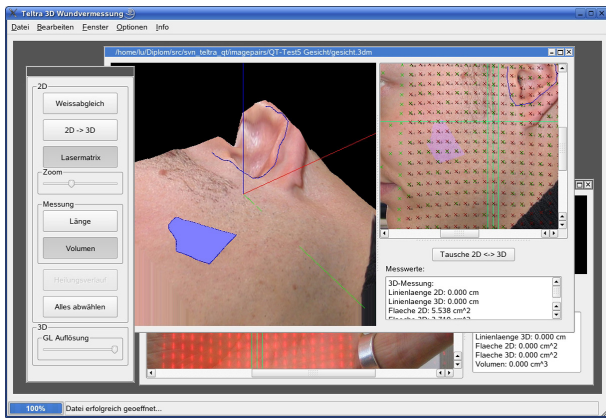 Teltra 3D Wundvermessung
Datei Bearbeiten Fenster Optionen Info
/home/lu/Diplom/src/svn_teltra_qt/imagepairs/QT-Test5 Gesicht/gesicht.3dm
2D
Weissabgleich
2D -> 3D
Lasermatrix
Zoom
Messung
Länge
Volumen
Heilungsverlauf
Alles abwählen
3D
GL Auflösung
Tausche 2D <-> 3D
Messwerte:
3D-Messung:
Linienlaenge 2D: 0.000 cm
Linienlaenge 3D: 0.000 cm
Flaeche 2D: 5.538 cm^2
Linienlaenge 3D: 0.000 cm
Flaeche 2D: 0.000 cm^2
Flaeche 3D: 0.000 cm^2
Volumen: 0.000 cm^3
100% Datei erfolgreich geoeffnet...